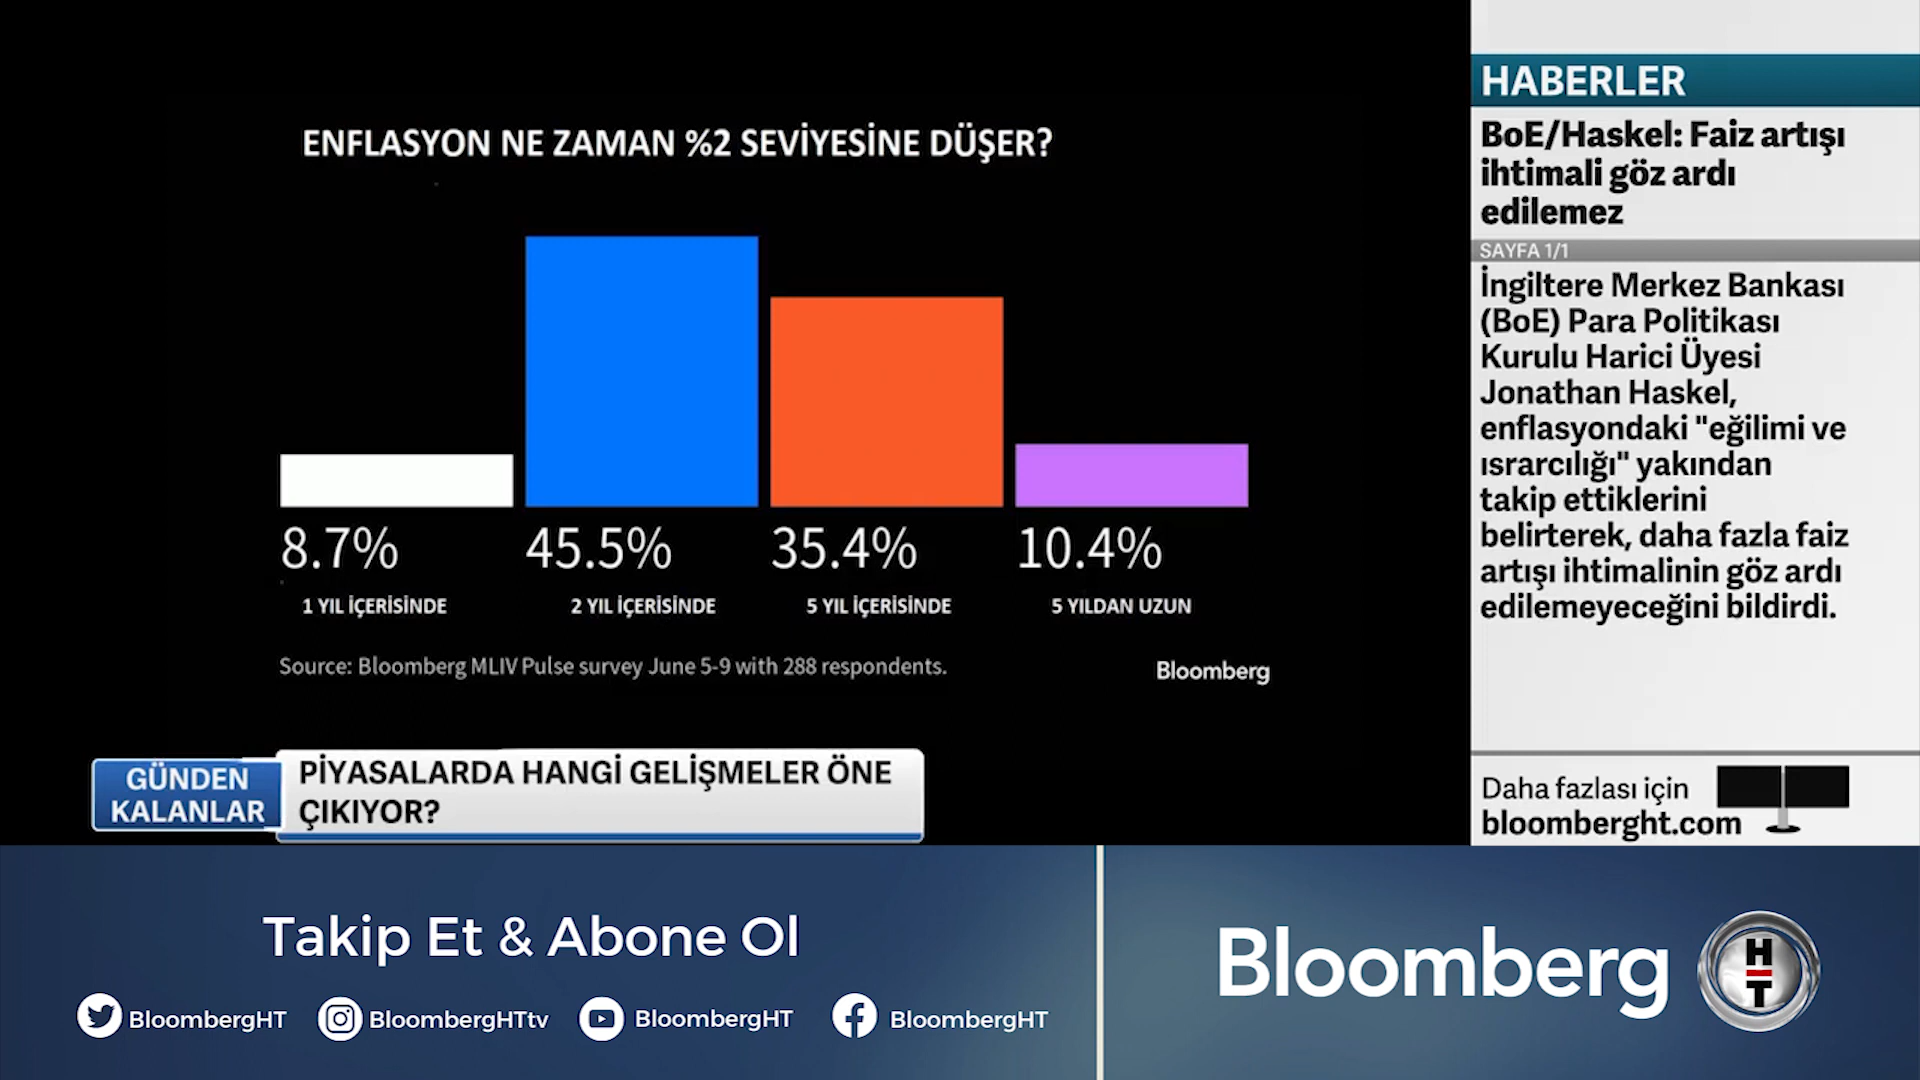 ENFLASYON NE ZAMAN %2 SEVİYESİNE DÜŞER?
8.7%
45.5%
35.4%
10.4%
1 YIL İÇERİSİNDE
2 YIL İÇERİSİNDE
5 YIL İÇERİSİNDE
5 YILDAN UZUN
Source: Bloomberg MLIV Pulse survey June 5-9 with 288 respondents.
Bloomberg
GÜNDEN
KALANLAR
PİYASALARDA HANGİ GELİŞMELER ÖNE
ÇIKIYOR?
HABERLER
BoE/Haskel: Faiz artışı
ihtimali göz ardı
edilemez
SAYFA 1/1
İngiltere Merkez Bankası
(BoE) Para Politikası
Kurulu Harici Üyesi
Jonathan Haskel,
enflasyondaki "eğilimi ve
ısrarcılığı" yakından
takip ettiklerini
belirterek, daha fazla faiz
artışı ihtimalinin göz ardı
edilemeyeceğini bildirdi.
Daha fazlası için
bloomberght.com
Takip Et & Abone Ol
BloombergHT
BloombergHTtv
BloombergHT
BloombergHT
Bloomberg
HT